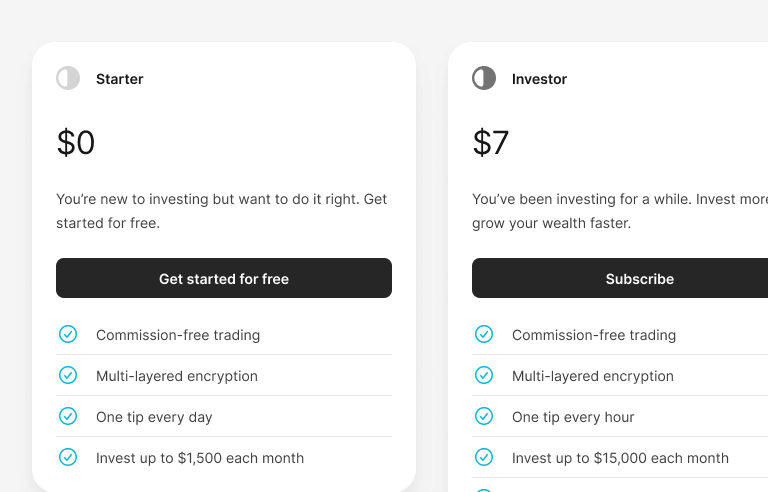 Starter
$0
You’re new to investing but want to do it right. Get
started for free.
Get started for free
Commission-free trading
Multi-layered encryption
One tip every day
Invest up to $1,500 each month
Investor
$7
You’ve been investing for a while. Invest more
grow your wealth faster.
Subscribe
Commission-free trading
Multi-layered encryption
One tip every hour
Invest up to $15,000 each month